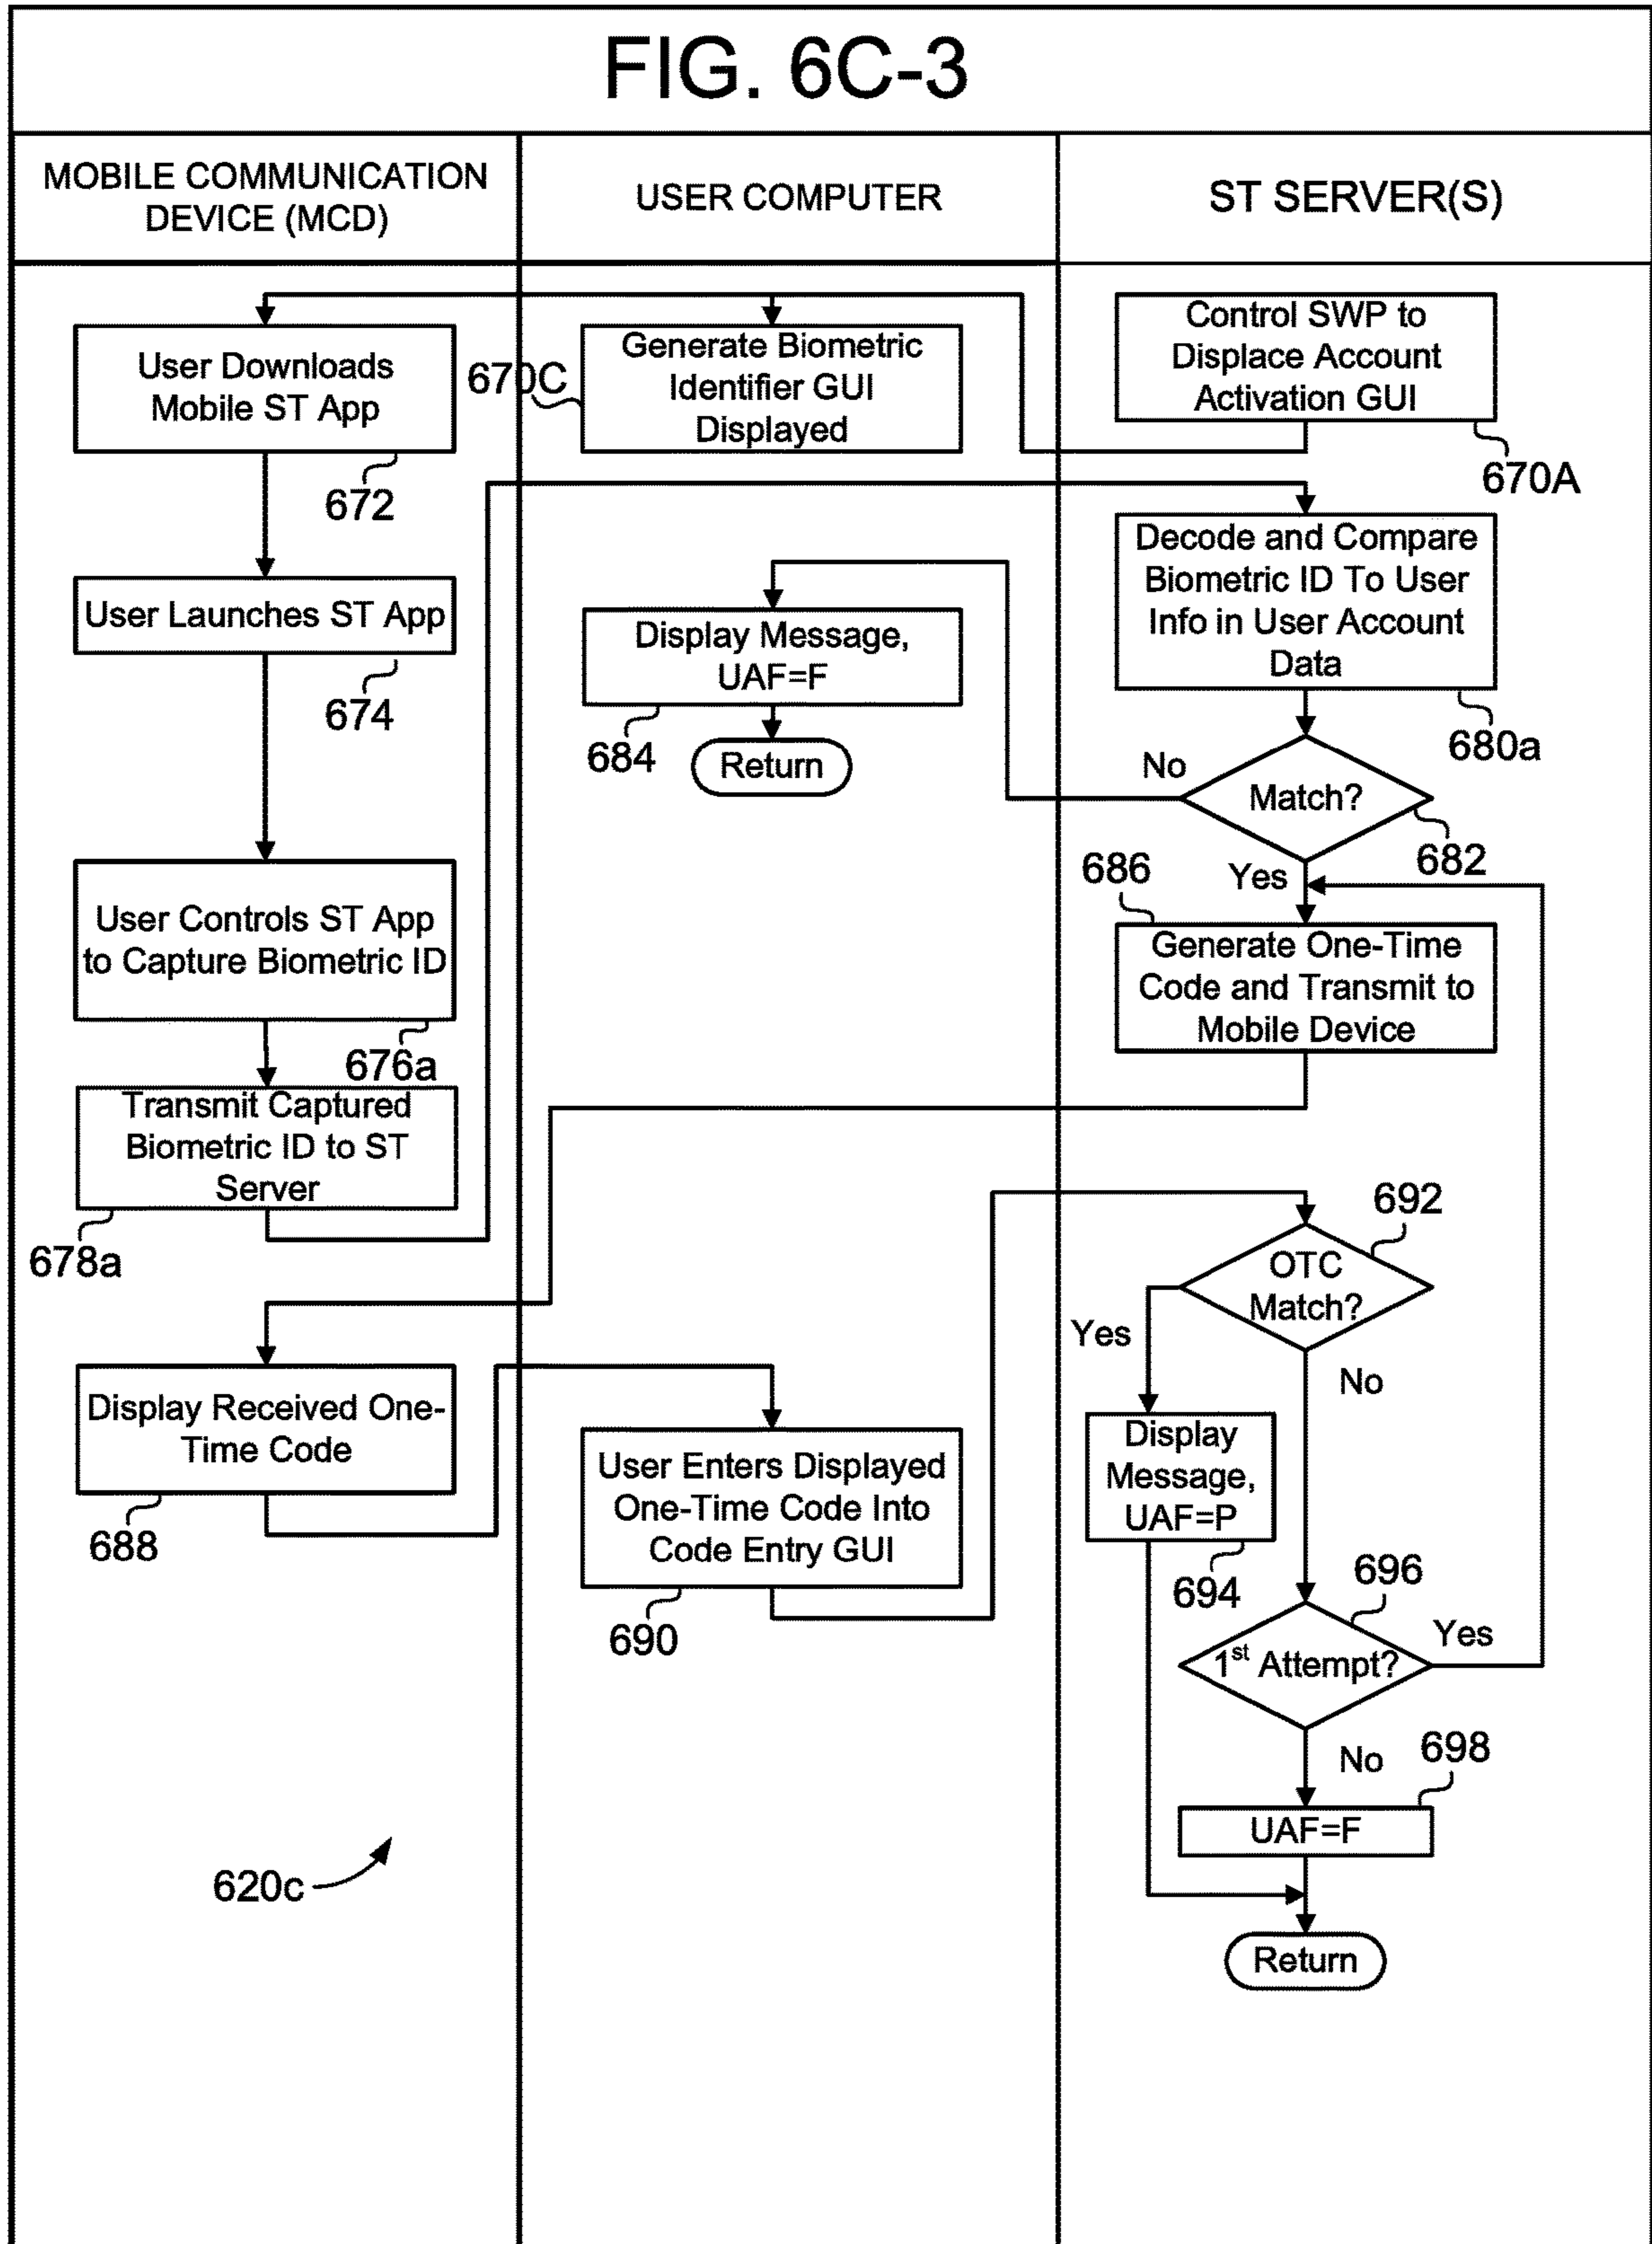 FIG. 6C-3
MOBILE COMMUNICATION
DEVICE (MCD)
USER COMPUTER
ST SERVER(S)
User Downloads
Mobile ST App
672
670C
Generate Biometric
Identifier GUI
Displayed
Control SWP to
Displace Account
Activation GUI
670A
User Launches ST App
674
Display Message,
UAF=F
684
Return
Decode and Compare
Biometric ID To User
Info in User Account
Data
680a
No
Match?
682
Yes
686
Generate One-Time
Code and Transmit to
Mobile Device
User Controls ST App
to Capture Biometric ID
676a
Transmit Captured
Biometric ID to ST
Server
678a
692
OTC
Match?
Yes
No
Display Received One-
Time Code
688
User Enters Displayed
One-Time Code Into
Code Entry GUI
690
Display
Message,
UAF=P
694
696
1st Attempt?
Yes
No
698
UAF=F
620c
Return